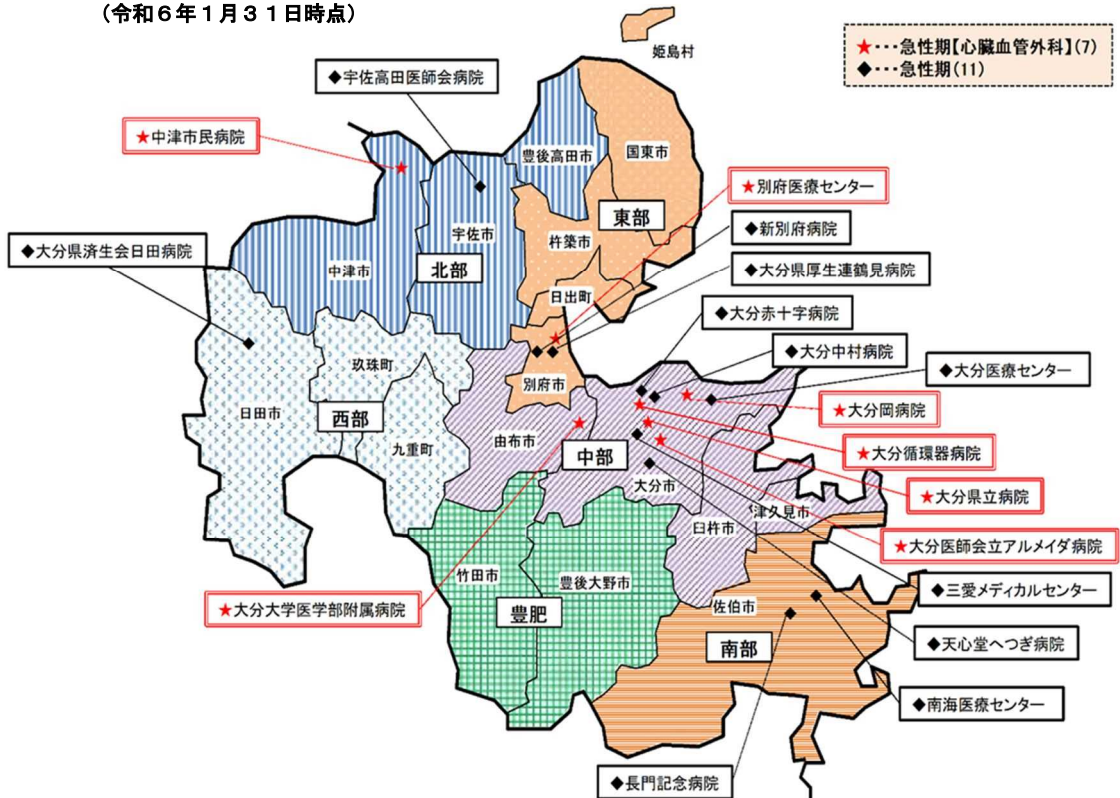 (令和6年1月31日時点)
姫島村
★･･･急性期【心臓血管外科】(7)
◆･･･急性期(11)
◆宇佐高田医師会病院
★中津市民病院
豊後高田市
国東市
★別府医療センター
東部
◆新別府病院
◆大分県済生会日田病院
宇佐市
杵築市
北部
中津市
◆大分県厚生連鶴見病院
日出町
◆大分赤十字病院
◆大分中村病院
玖珠町
別府市
◆大分医療センター
日田市
西部
★大分岡病院
九重町
由布市
中部
★大分循環器病院
大分市
★大分県立病院
津久見市
臼杵市
★大分医師会立アルメイダ病院
竹田市
豊後大野市
◆三愛メディカルセンター
★大分大学医学部附属病院
豊肥
佐伯市
南部
◆天心堂へつぎ病院
◆南海医療センター
◆長門記念病院